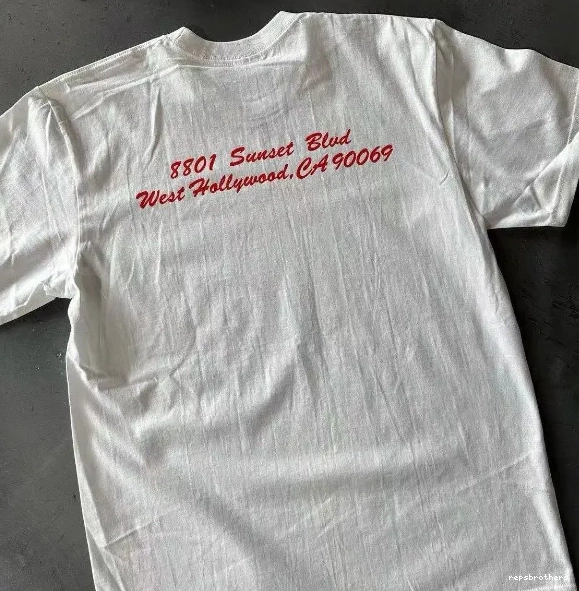 8801 Sunset Blvd
West Hollywood, CA 90069
repsbrothers